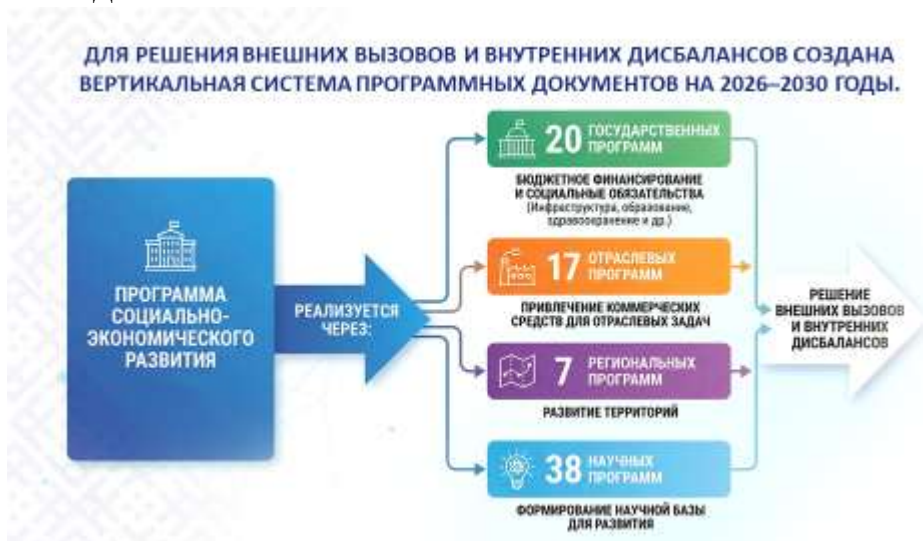 ДЛЯ РЕШЕНИЯ ВНЕШНИХ ВЫЗОВОВ И ВНУТРЕННИХ ДИСБАЛАНСОВ СОЗДАНА
ВЕРТИКАЛЬНАЯ СИСТЕМА ПРОГРАММНЫХ ДОКУМЕНТОВ НА 2026–2030 ГОДЫ.
ПРОГРАММА
СОЦИАЛЬНО-
ЭКОНОМИЧЕСКОГО
РАЗВИТИЯ
РЕАЛИЗУЕТСЯ
ЧЕРЕЗ:
20 ГОСУДАРСТВЕННЫХ
ПРОГРАММ
БЮДЖЕТНОЕ ФИНАНСИРОВАНИЕ
И СОЦИАЛЬНЫЕ ОБЯЗАТЕЛЬСТВА
(Инфраструктура, образование,
здравоохранение и др.)
17 ОТРАСЛЕВЫХ
ПРОГРАММ
ПРИВЛЕЧЕНИЕ КОММЕРЧЕСКИХ
СРЕДСТВ ДЛЯ ОТРАСЛЕВЫХ ЗАДАЧ
7 РЕГИОНАЛЬНЫХ
ПРОГРАММ
РАЗВИТИЕ ТЕРРИТОРИЙ
38 НАУЧНЫХ
ПРОГРАММ
ФОРМИРОВАНИЕ НАУЧНОЙ БАЗЫ
ДЛЯ РАЗВИТИЯ
РЕШЕНИЕ
ВНЕШНИХ ВЫЗОВОВ
И ВНУТРЕННИХ
ДИСБАЛАНСОВ